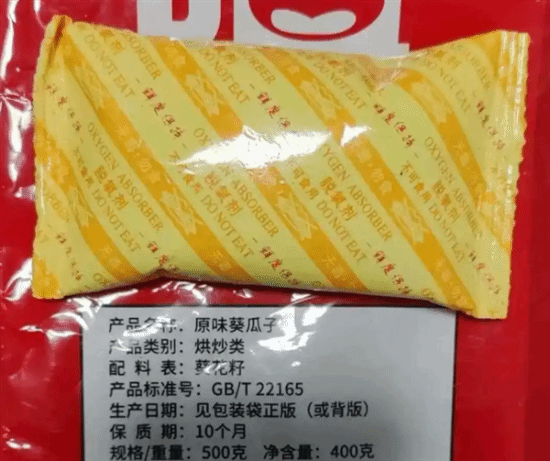 OXYGEN ABSORBER
脱氧剂
不可食用 DO NOT EAT
产品名称：原味葵瓜子
产品类别：烘炒类
配 料 表：葵花籽
产品标准号：GB/T 22165
生产日期：见包装袋正版（或背版）
保 质 期：10个月
规格/重量：500克 净含量：400克